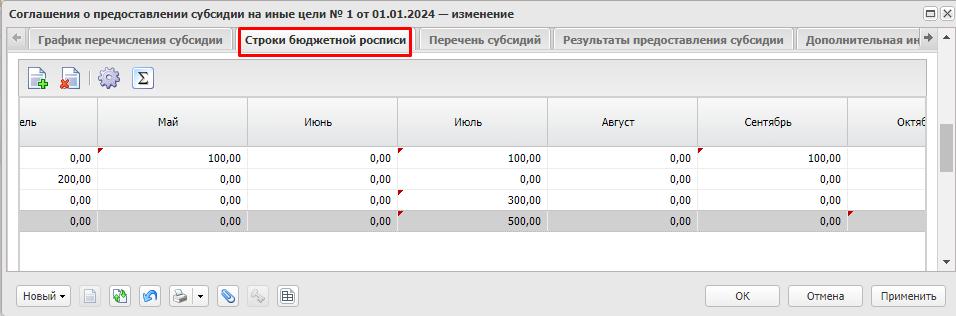 Соглашения о предоставлении субсидии на иные цели № 1 от 01.01.2024 — изменение
График перечисления субсидии Строки бюджетной росписи Перечень субсидий Результаты предоставления субсидии Дополнительная ин
Σ
ель Май Июнь Июль Август Сентябрь Октяб
0,00 100,00 0,00 100,00 0,00 100,00
200,00 0,00 0,00 0,00 0,00 0,00
0,00 0,00 0,00 300,00 0,00 0,00
0,00 0,00 0,00 500,00 0,00 0,00
Новый ОК Отмена Применить